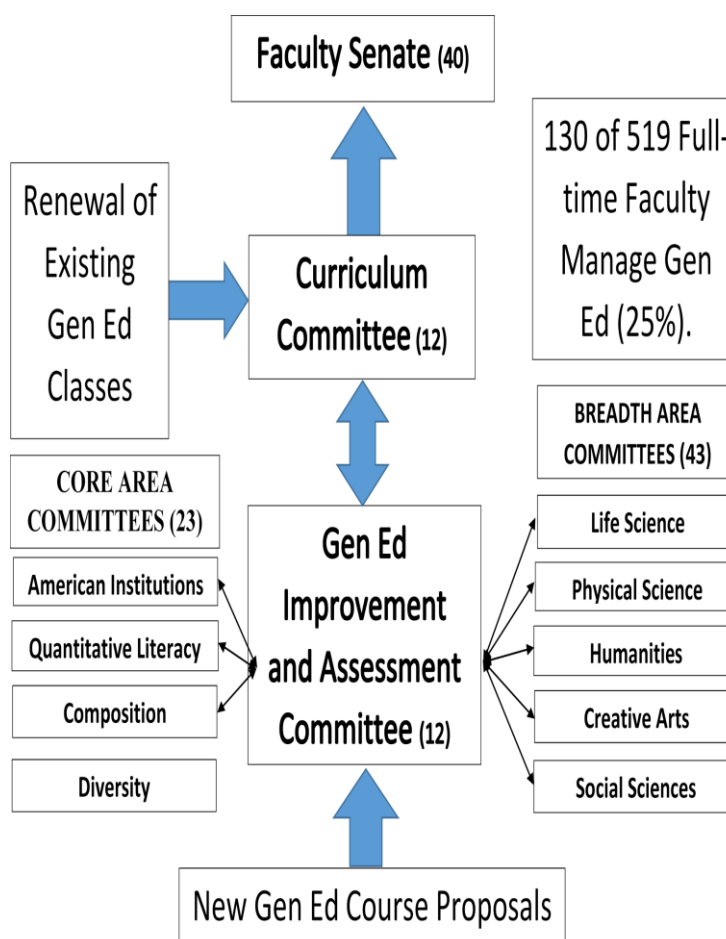 Faculty Senate (40)
130 of 519 Full-
time Faculty
Manage Gen
Ed (25%).
Renewal of
Existing
Gen Ed
Classes
Curriculum
Committee (12)
CORE AREA
COMMITTEES (23)
American Institutions
Quantitative Literacy
Composition
Diversity
Gen Ed
Improvement
and Assessment
Committee (12)
BREADTH AREA
COMMITTEES (43)
Life Science
Physical Science
Humanities
Creative Arts
Social Sciences
New Gen Ed Course Proposals